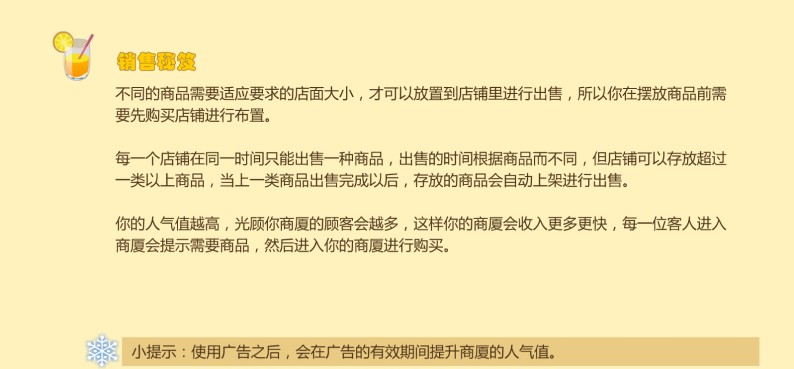 销售秘笈
不同的商品需要适应要求的店面大小，才可以放置到店铺里进行出售，所以你在摆放商品前需
要先购买店铺进行布置。
每一个店铺在同一时间只能出售一种商品，出售的时间根据商品而不同，但店铺可以存放超过
一类以上商品，当上一类商品出售完成以后，存放的商品会自动上架进行出售。
你的人气值越高，光顾你商厦的顾客会越多，这样你的商厦会收入更多更快，每一位客人进入
商厦会提示需要商品，然后进入你的商厦进行购买。
小提示：使用广告之后，会在广告的有效期间提升商厦的人气值。